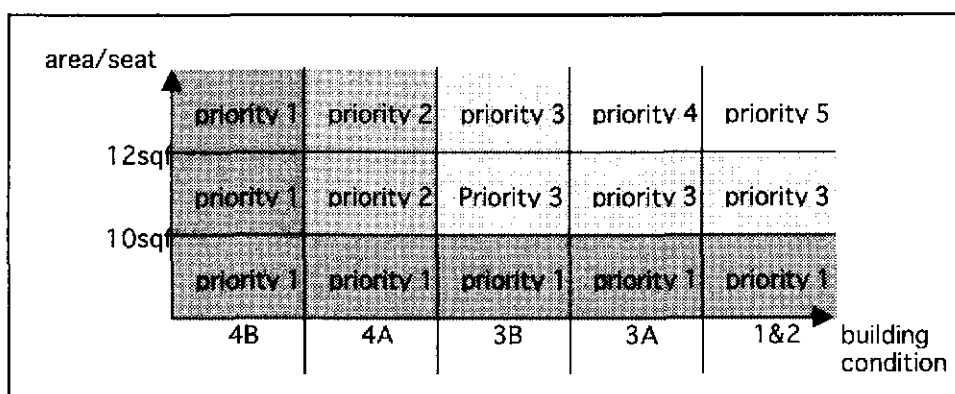 area/seat
priority 1 priority 2 priority 3 priority 4 priority 5
12sqf
priority 1 priority 2 Priority 3 priority 3 priority 3
10sqf
priority 1 priority 1 priority 1 priority 1 priority 1
4B 4A 3B 3A 1&2 building
condition